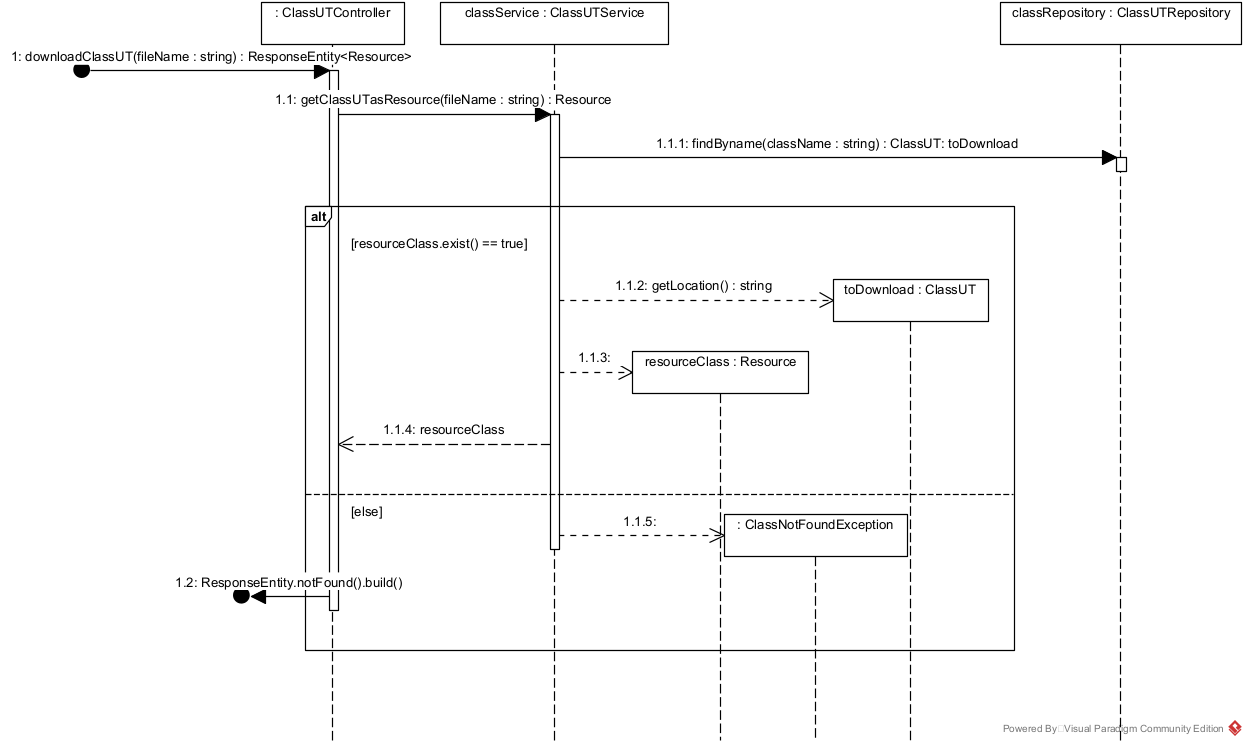 : ClassUTController
classService : ClassUTService
classRepository : ClassUTRepository
1: downloadClassUT(fileName : string) : ResponseEntity<Resource>
1.1: getClassUTasResource(fileName : string) : Resource
1.1.1: findByname(className : string) : ClassUT: toDownload
alt
[resourceClass.exist() == true]
1.1.2: getLocation() : string
toDownload : ClassUT
1.1.3:
resourceClass : Resource
1.1.4: resourceClass
[else]
1.1.5:
: ClassNotFoundException
1.2: ResponseEntity.notFound().build()
Powered By Visual Paradigm Community Edition